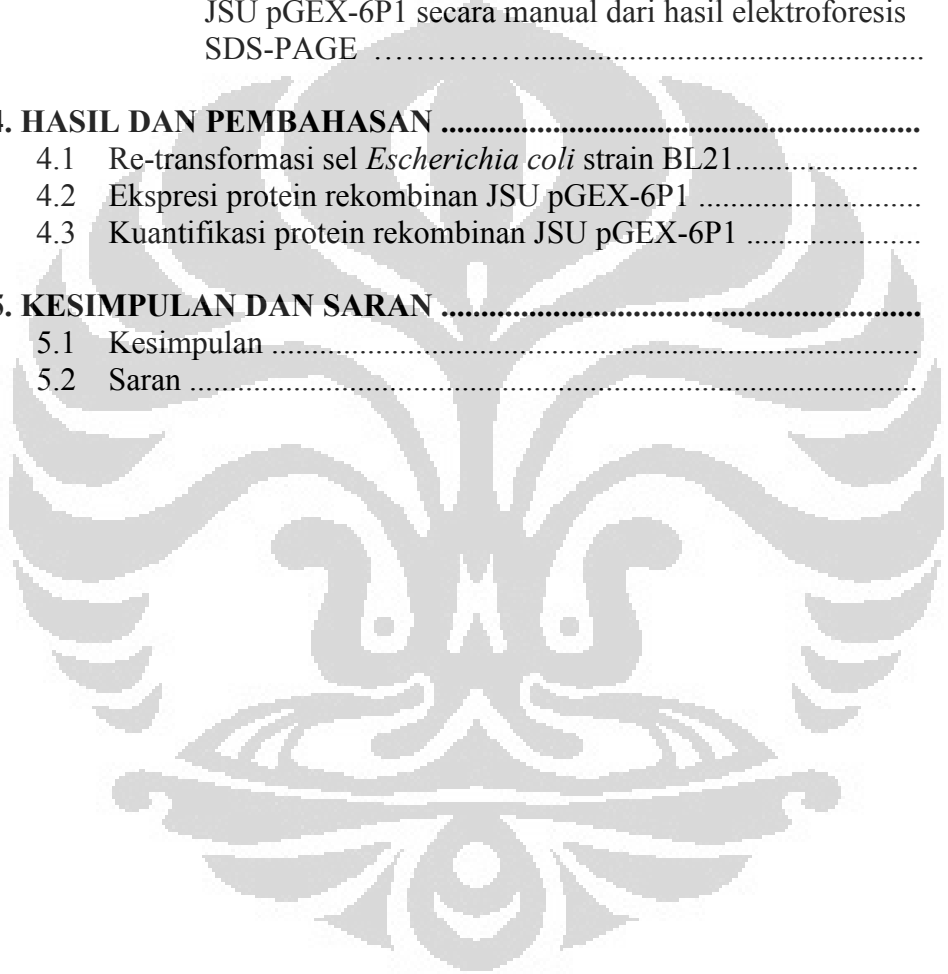 JSU pGEX-6P1 secara manual dari hasil elektroforesis
SDS-PAGE ……………..................................................
4. HASIL DAN PEMBAHASAN ..............................................................
4.1 Re-transformasi sel Escherichia coli strain BL21........................
4.2 Ekspresi protein rekombinan JSU pGEX-6P1 .............................
4.3 Kuantifikasi protein rekombinan JSU pGEX-6P1 .......................
5. KESIMPULAN DAN SARAN ..............................................................
5.1 Kesimpulan ...................................................................................
5.2 Saran .............................................................................................